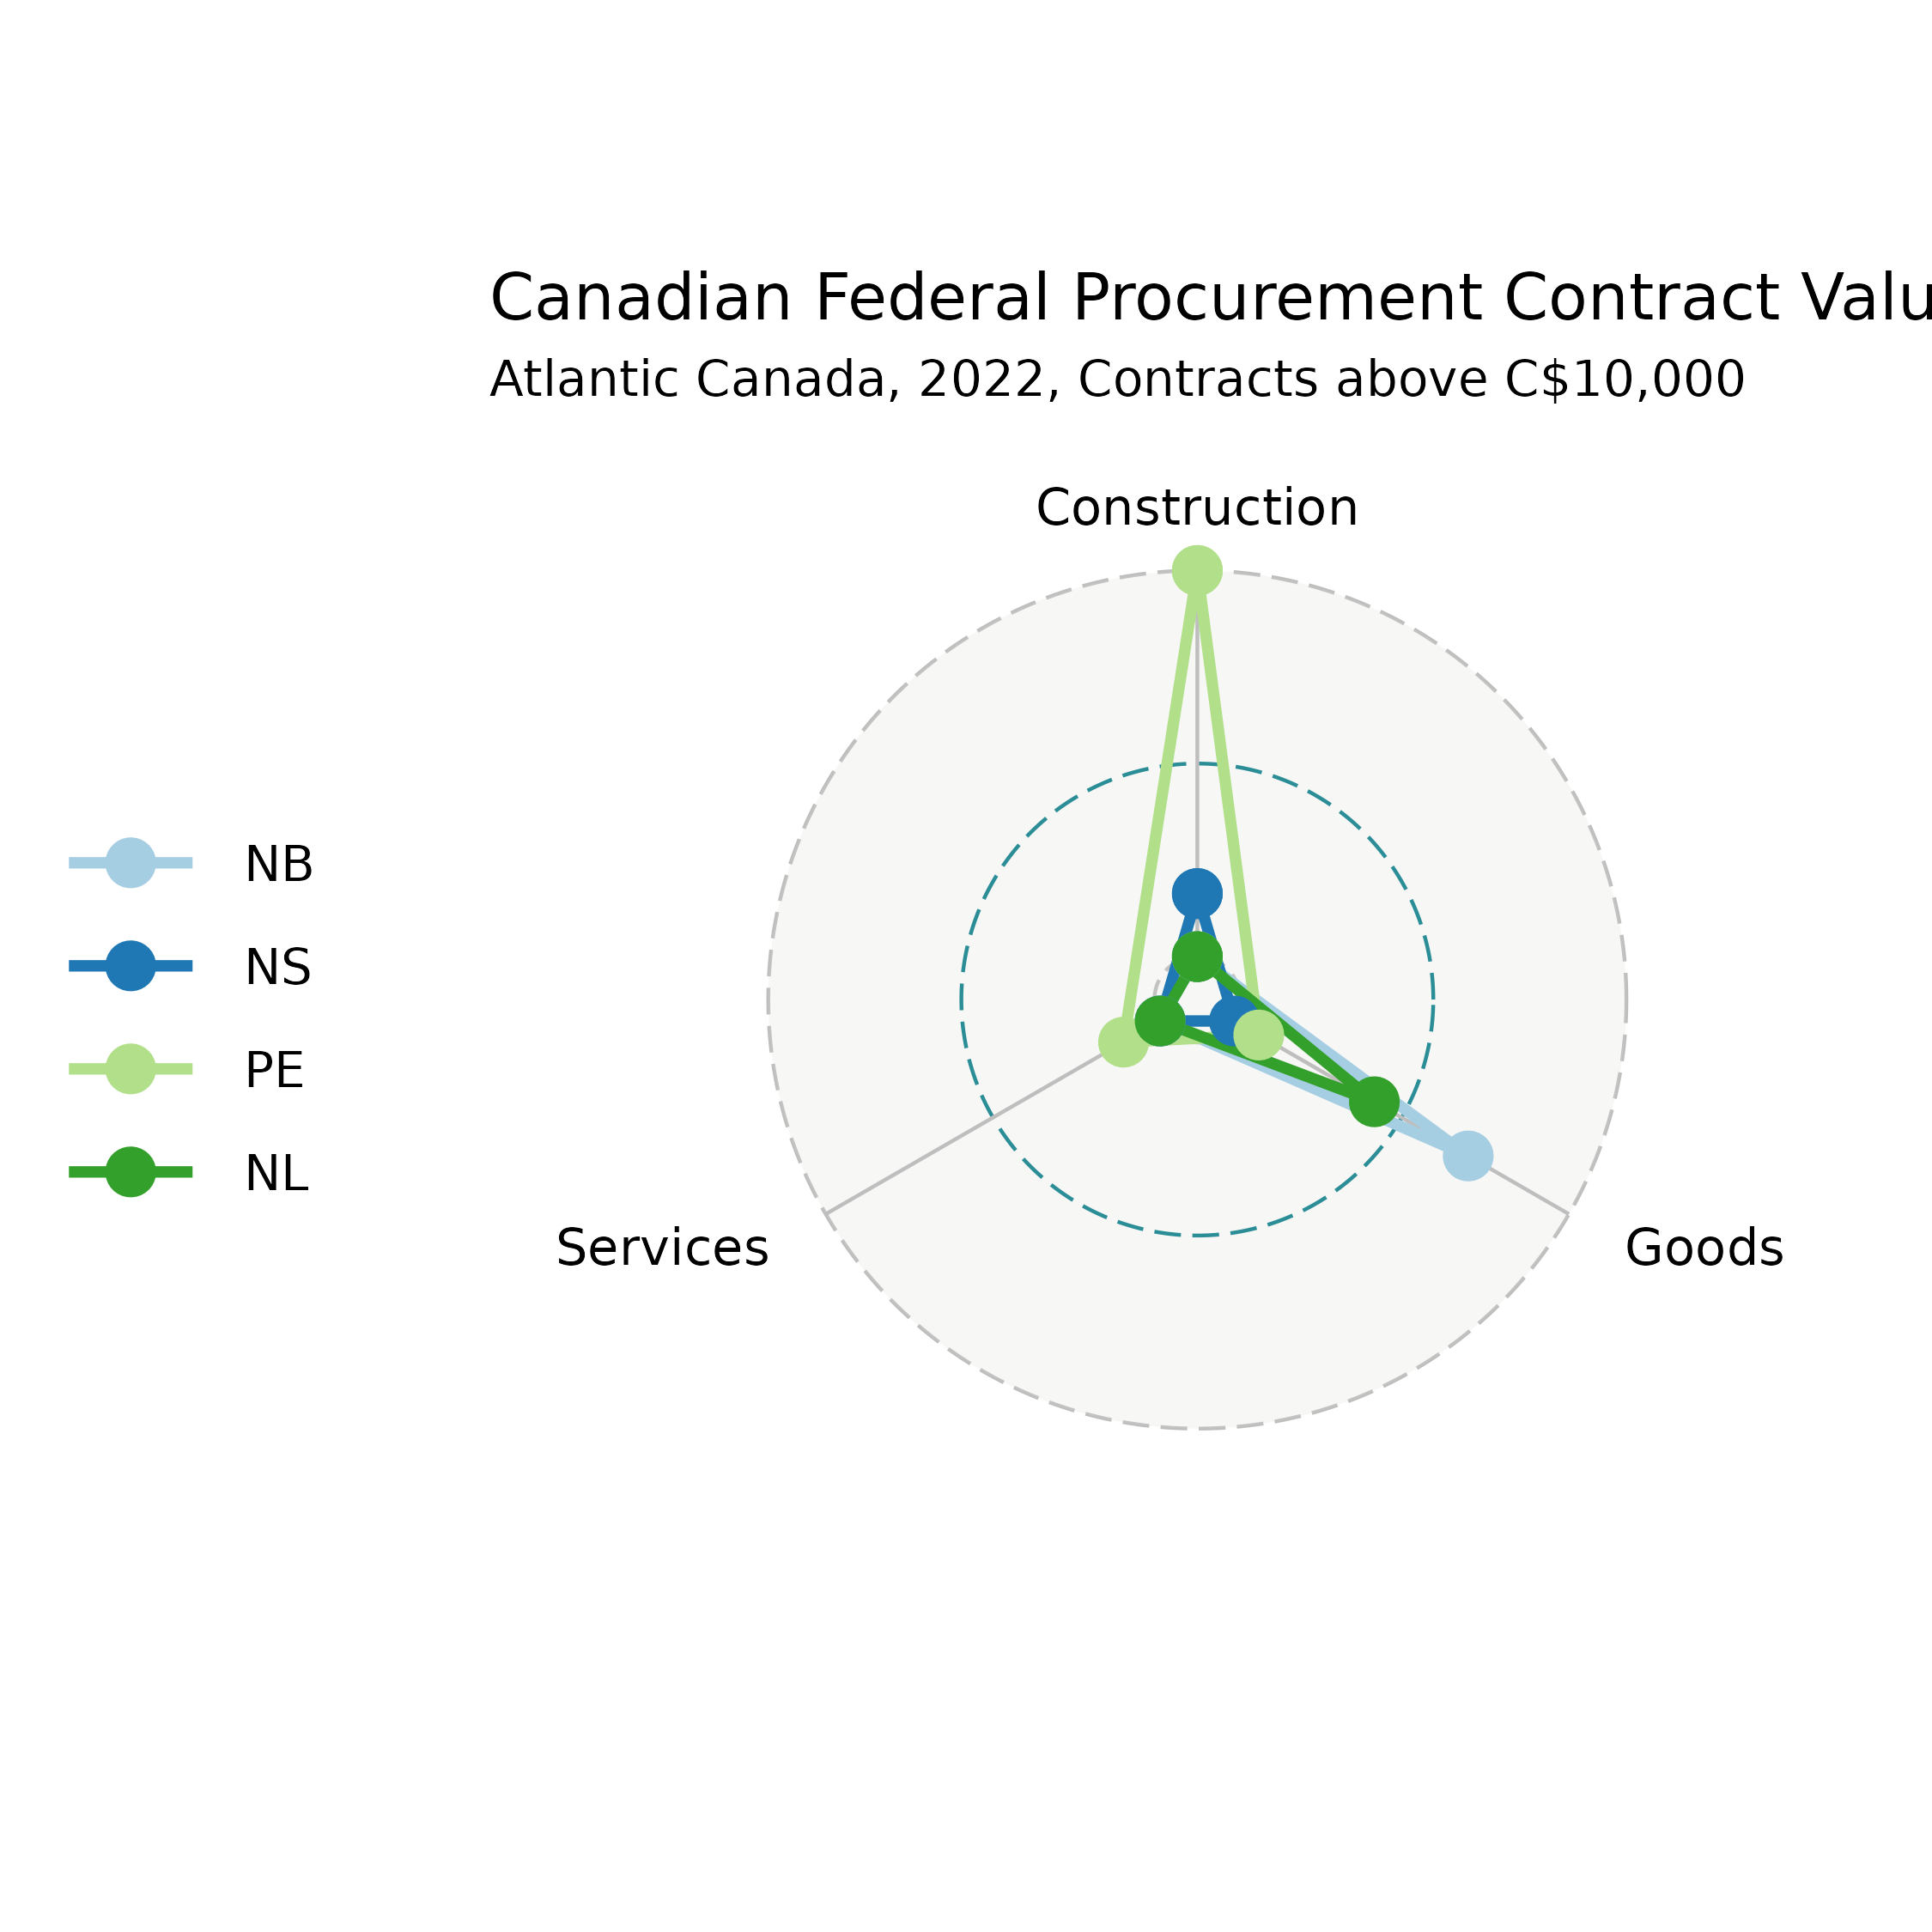 Canadian Federal Procurement Contract Valu
Atlantic Canada, 2022, Contracts above C$10,000
Construction
NB
NS
PE
NL
Services
Goods